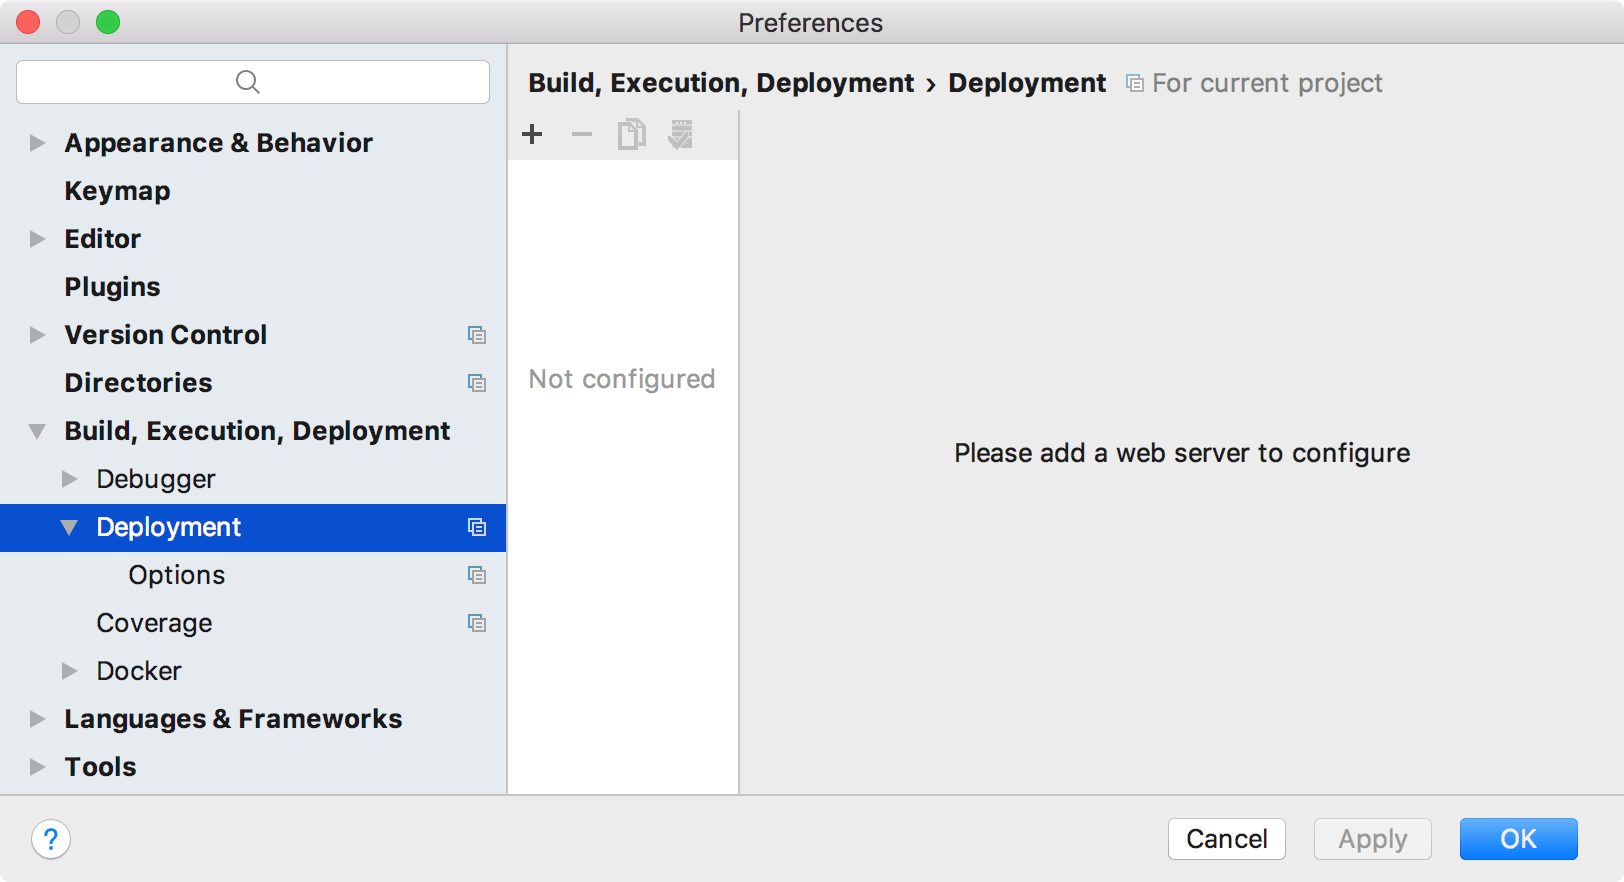 Preferences
Build, Execution, Deployment › Deployment For current project
Appearance & Behavior
Keymap
Editor
Plugins
Version Control
Directories
Build, Execution, Deployment
Debugger
Deployment
Options
Coverage
Docker
Languages & Frameworks
Tools
Not configured
Please add a web server to configure
?
Cancel
Apply
OK